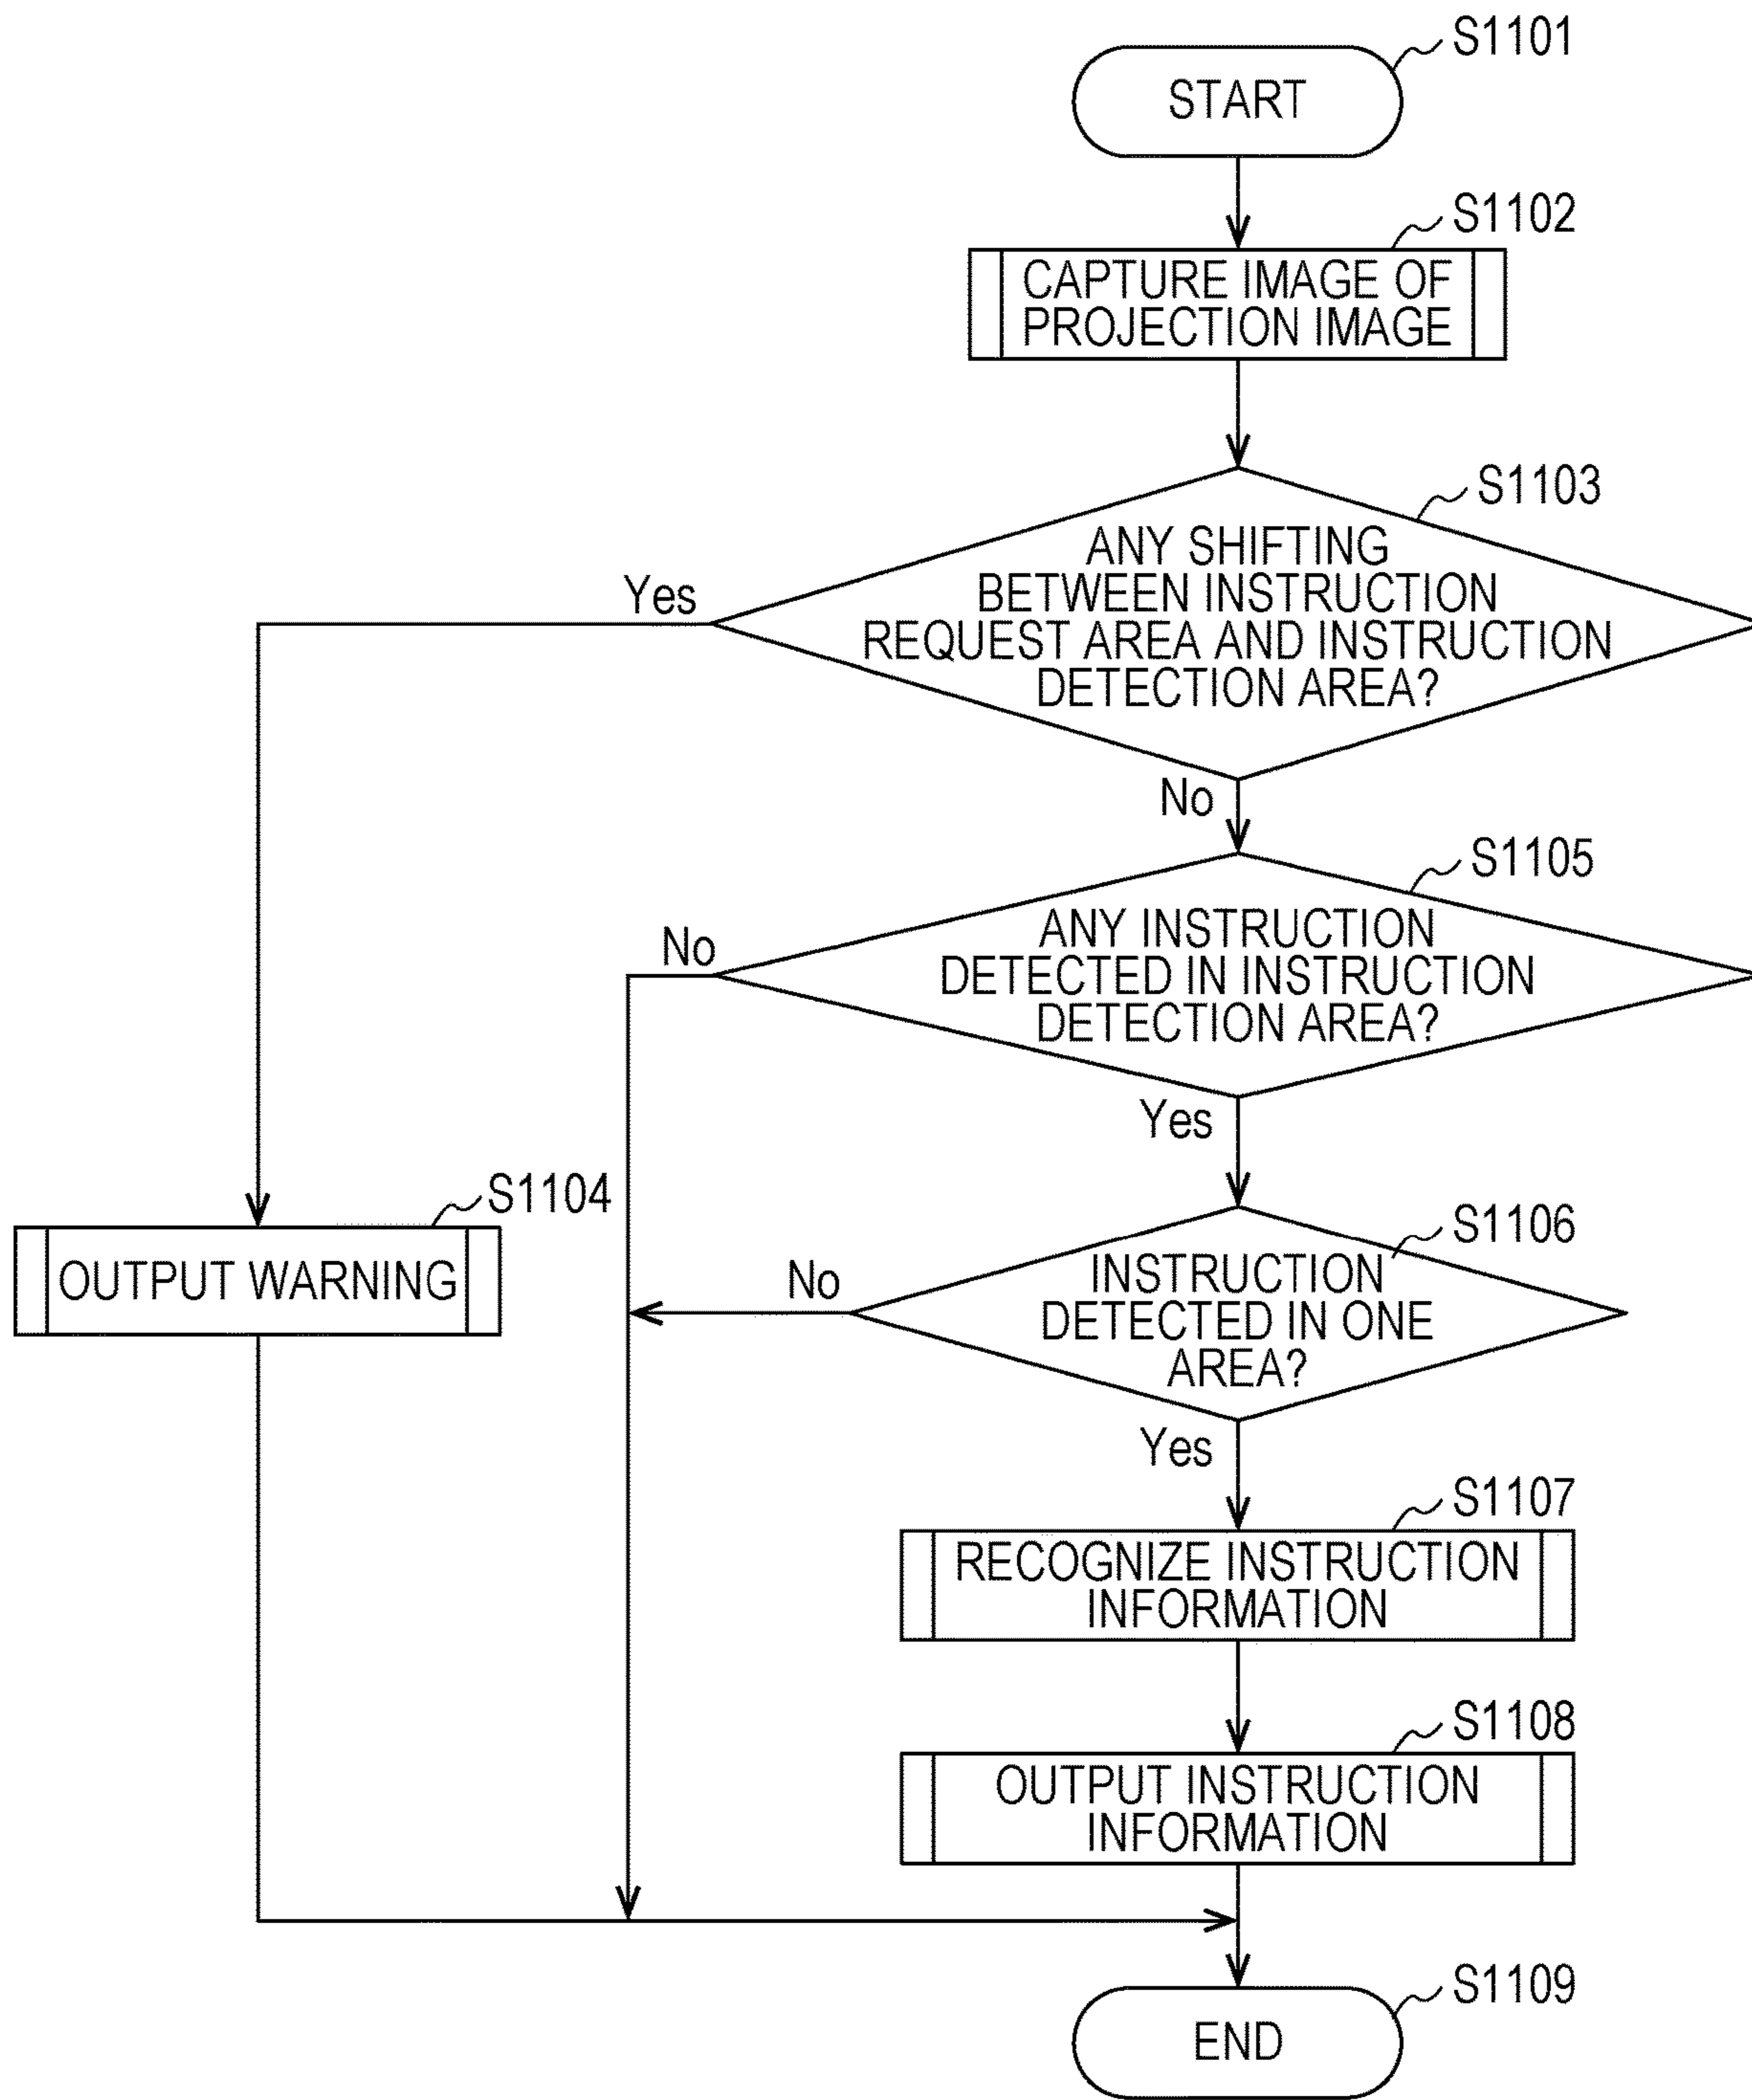 S1101
START
S1102
CAPTURE IMAGE OF
PROJECTION IMAGE
S1103
ANY SHIFTING
BETWEEN INSTRUCTION
REQUEST AREA AND INSTRUCTION
DETECTION AREA?
Yes
No
S1105
ANY INSTRUCTION
DETECTED IN INSTRUCTION
DETECTION AREA?
No
Yes
S1104
OUTPUT WARNING
S1106
INSTRUCTION
DETECTED IN ONE
AREA?
No
Yes
S1107
RECOGNIZE INSTRUCTION
INFORMATION
S1108
OUTPUT INSTRUCTION
INFORMATION
S1109
END